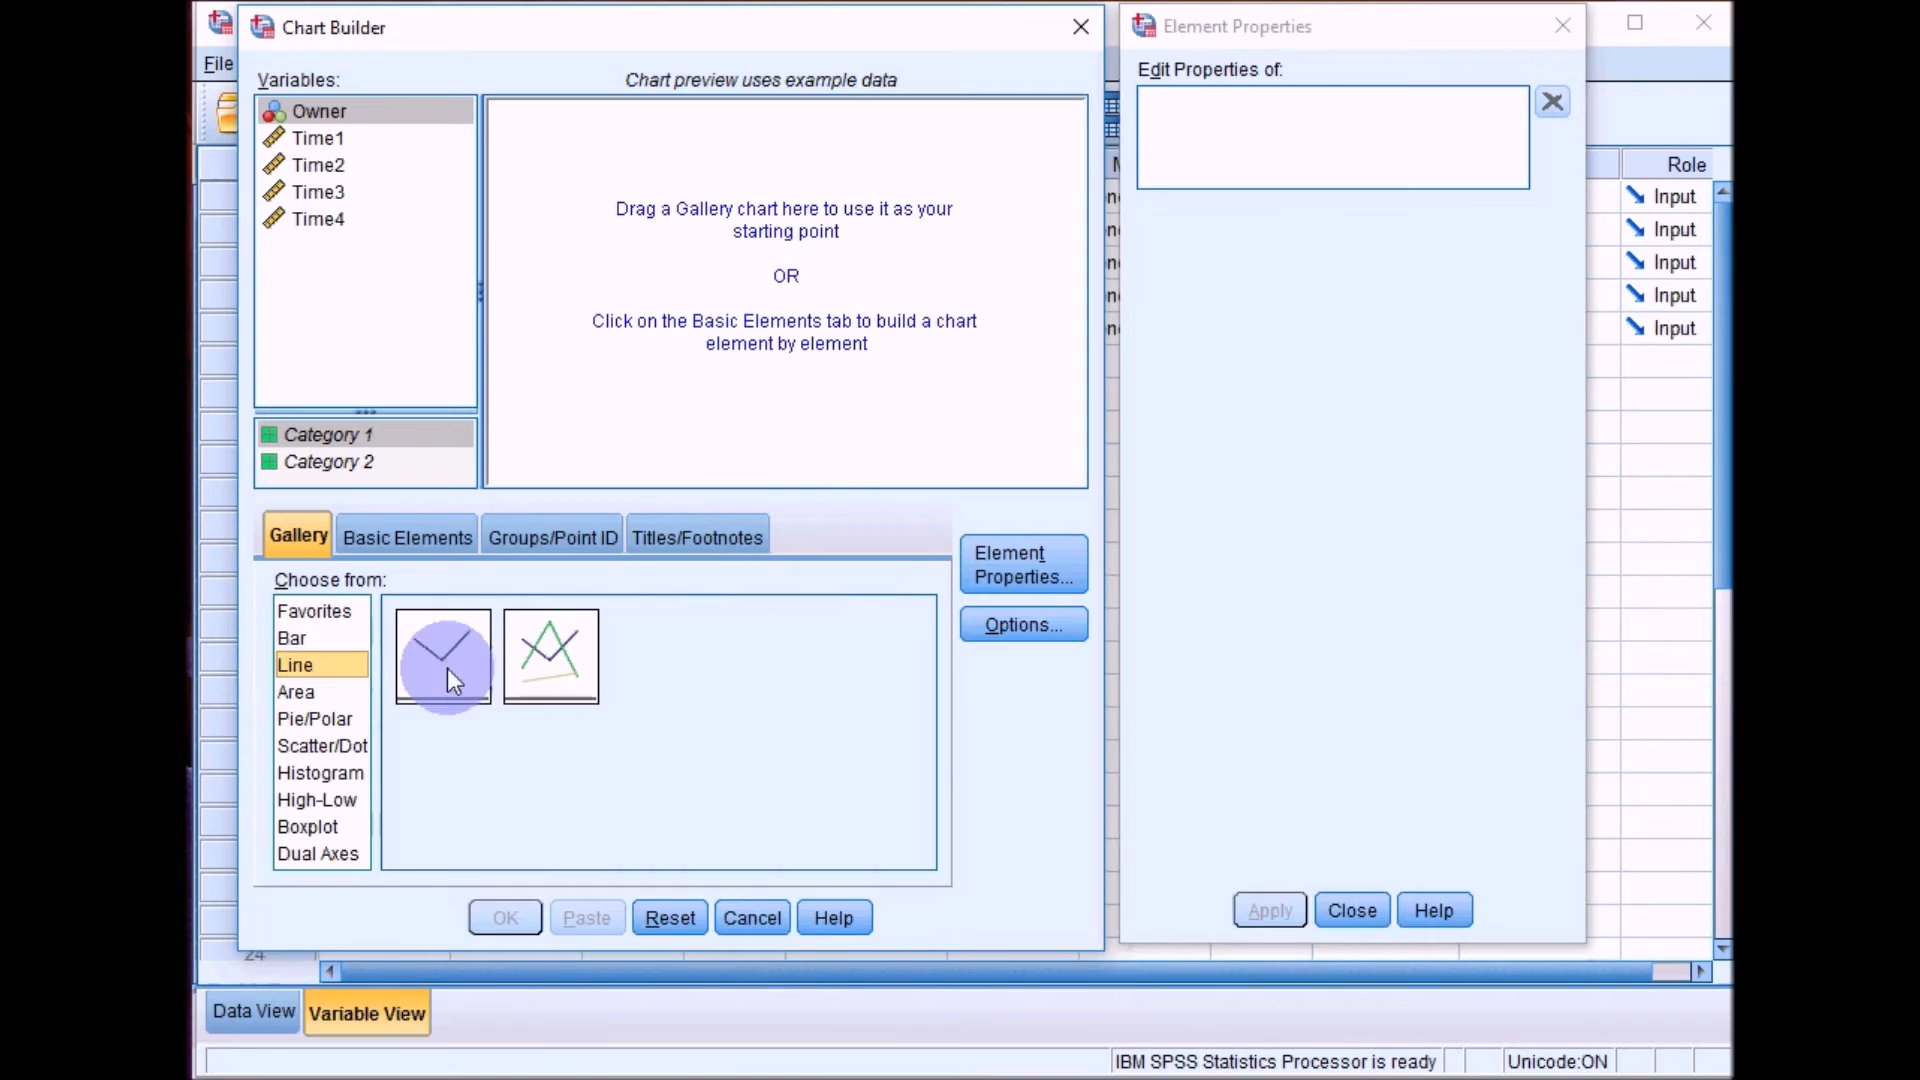 Chart Builder
Element Properties
File
Edit Properties of:
Variables:
Chart preview uses example data
Owner
Time1
Time2
Time3
Time4
Drag a Gallery chart here to use it as your
starting point
OR
Click on the Basic Elements tab to build a chart
element by element
Role
Input
Input
Input
Input
Input
Category 1
Category 2
Gallery
Basic Elements
Groups/Point ID
Titles/Footnotes
Element
Properties...
Options...
Choose from:
Favorites
Bar
Line
Area
Pie/Polar
Scatter/Dot
Histogram
High-Low
Boxplot
Dual Axes
OK
Paste
Reset
Cancel
Help
Apply
Close
Help
24
Data View
Variable View
IBM SPSS Statistics Processor is ready
Unicode:ON